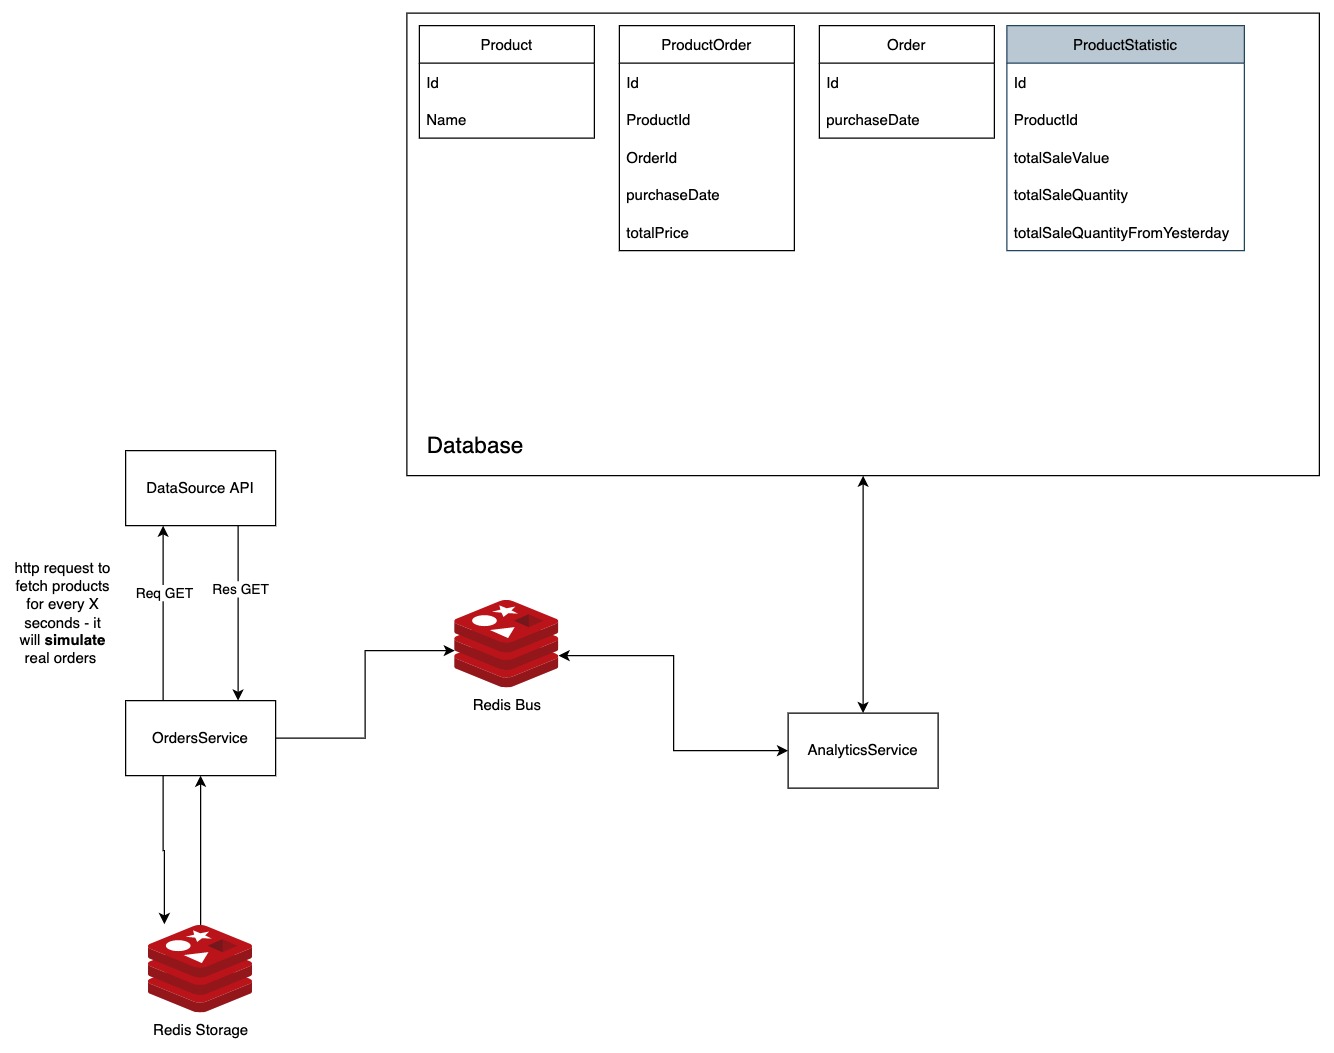 Product
Id
Name
ProductOrder
Id
ProductId
OrderId
purchaseDate
totalPrice
Order
Id
purchaseDate
ProductStatistic
Id
ProductId
totalSaleValue
totalSaleQuantity
totalSaleQuantityFromYesterday
Database
DataSource API
http request to
fetch products
for every X
seconds - it
will simulate
real orders
Req GET
Res GET
OrdersService
Redis Bus
AnalyticsService
Redis Storage